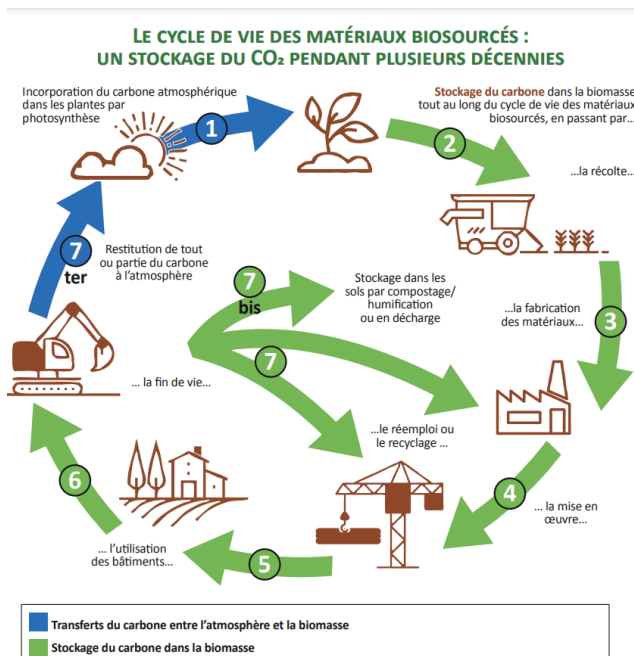 LE CYCLE DE VIE DES MATÉRIAUX BIOSOURCÉS :
UN STOCKAGE DU CO₂ PENDANT PLUSIEURS DÉCENNIES
Incorporation du carbone atmosphérique
dans les plantes par
photosynthèse
1
Stockage du carbone dans la biomasse
tout au long du cycle de vie des matériaux
biosourcés, en passant par...
2
...la récolte...
7
ter
Restitution de tout
ou partie du carbone
à l'atmosphère
7
bis
Stockage dans les
sols par compostage/
humification
ou en décharge
...la fabrication
des matériaux...
3
7
... la fin de vie...
...le réemploi ou
le recyclage ...
6
4
... la mise en
œuvre...
... l'utilisation
des bâtiments...
5
Transferts du carbone entre l'atmosphère et la biomasse
Stockage du carbone dans la biomasse